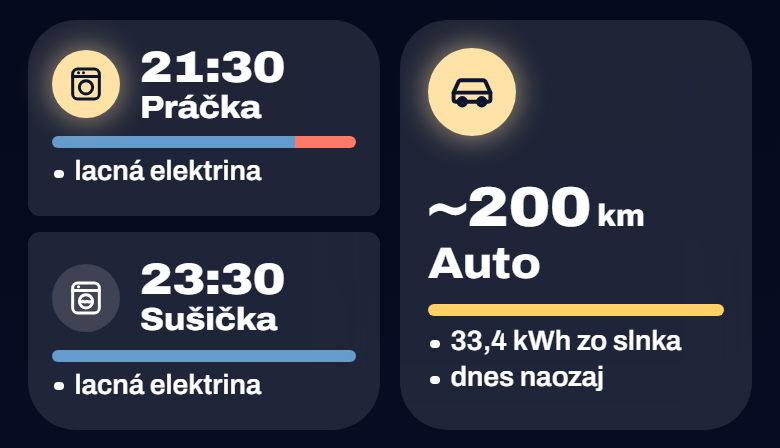 21:30
Práčka
• lacná elektrina
23:30
Sušička
• lacná elektrina
~200 km
Auto
• 33,4 kWh zo slnka
• dnes naozaj